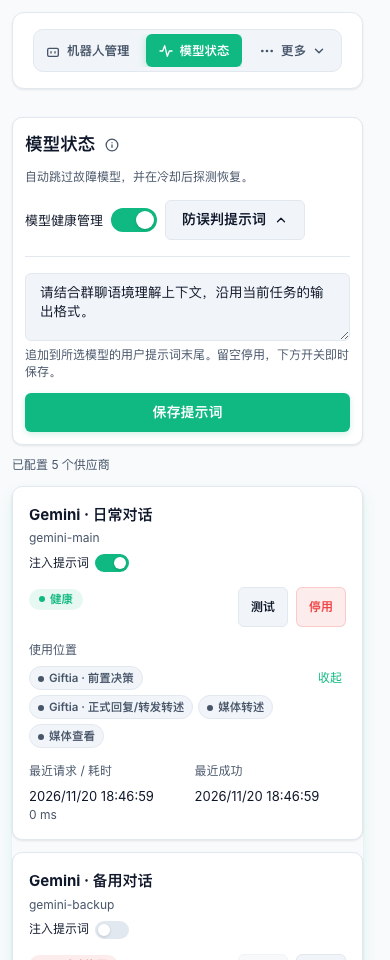 机器人管理
模型状态
更多
模型状态
自动跳过故障模型，并在冷却后探测恢复。
模型健康管理
防误判提示词
请结合群聊语境理解上下文，沿用当前任务的输
出格式。
追加到所选模型的用户提示词末尾。留空停用，下方开关即时
保存。
保存提示词
已配置 5 个供应商
Gemini · 日常对话
gemini-main
注入提示词
健康
测试
停用
使用位置
Giftia · 前置决策
收起
Giftia · 正式回复/转发转述
媒体转述
媒体查看
最近请求 / 耗时
最近成功
2026/11/20 18:46:59
2026/11/20 18:46:59
0 ms
Gemini · 备用对话
gemini-backup
注入提示词